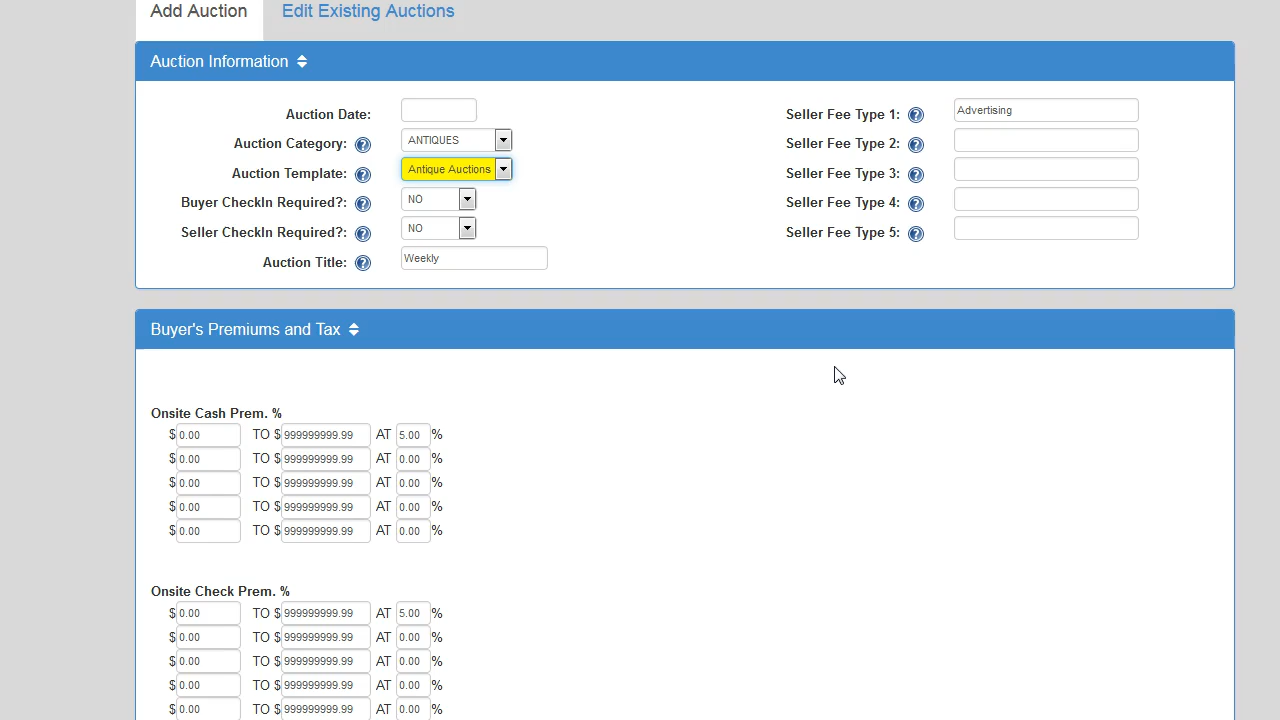 Add Auction Edit Existing Auctions
Auction Information
Auction Date:
Auction Category: ? ANTIQUES
Auction Template: ? Antique Auctions
Buyer CheckIn Required?: ? NO
Seller CheckIn Required?: ? NO
Auction Title: ? Weekly
Seller Fee Type 1: ? Advertising
Seller Fee Type 2: ?
Seller Fee Type 3: ?
Seller Fee Type 4: ?
Seller Fee Type 5: ?
Buyer's Premiums and Tax
Onsite Cash Prem. %
$ 0.00 TO $ 999999999.99 AT 5.00 %
$ 0.00 TO $ 999999999.99 AT 0.00 %
$ 0.00 TO $ 999999999.99 AT 0.00 %
$ 0.00 TO $ 999999999.99 AT 0.00 %
$ 0.00 TO $ 999999999.99 AT 0.00 %
Onsite Check Prem. %
$ 0.00 TO $ 999999999.99 AT 5.00 %
$ 0.00 TO $ 999999999.99 AT 0.00 %
$ 0.00 TO $ 999999999.99 AT 0.00 %
$ 0.00 TO $ 999999999.99 AT 0.00 %
$ 0.00 TO $ 999999999.99 AT 0.00 %